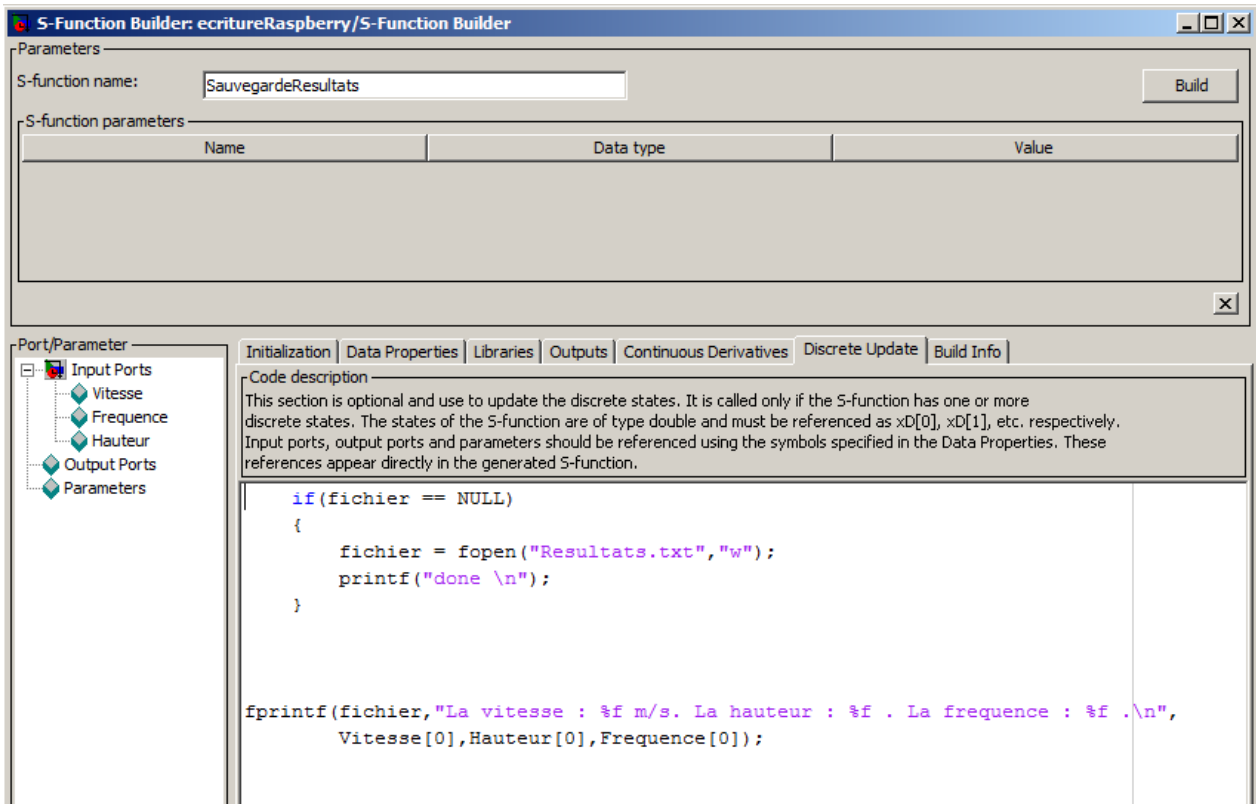 S-Function Builder: ecritureRaspberry/S-Function Builder
Parameters
S-function name:
SauvegardeResultats
Build
S-function parameters
Name
Data type
Value
Port/Parameter
Input Ports
Vitesse
Frequence
Hauteur
Output Ports
Parameters
Initialization
Data Properties
Libraries
Outputs
Continuous Derivatives
Discrete Update
Build Info
Code description
This section is optional and use to update the discrete states. It is called only if the S-function has one or more
discrete states. The states of the S-function are of type double and must be referenced as xD[0], xD[1], etc. respectively.
Input ports, output ports and parameters should be referenced using the symbols specified in the Data Properties. These
references appear directly in the generated S-function.
if(fichier == NULL)
{
fichier = fopen("Resultats.txt","w");
printf("done \n");
}
fprintf(fichier,"La vitesse : %f m/s. La hauteur : %f . La frequence : %f .\n",
Vitesse[0],Hauteur[0],Frequence[0]);